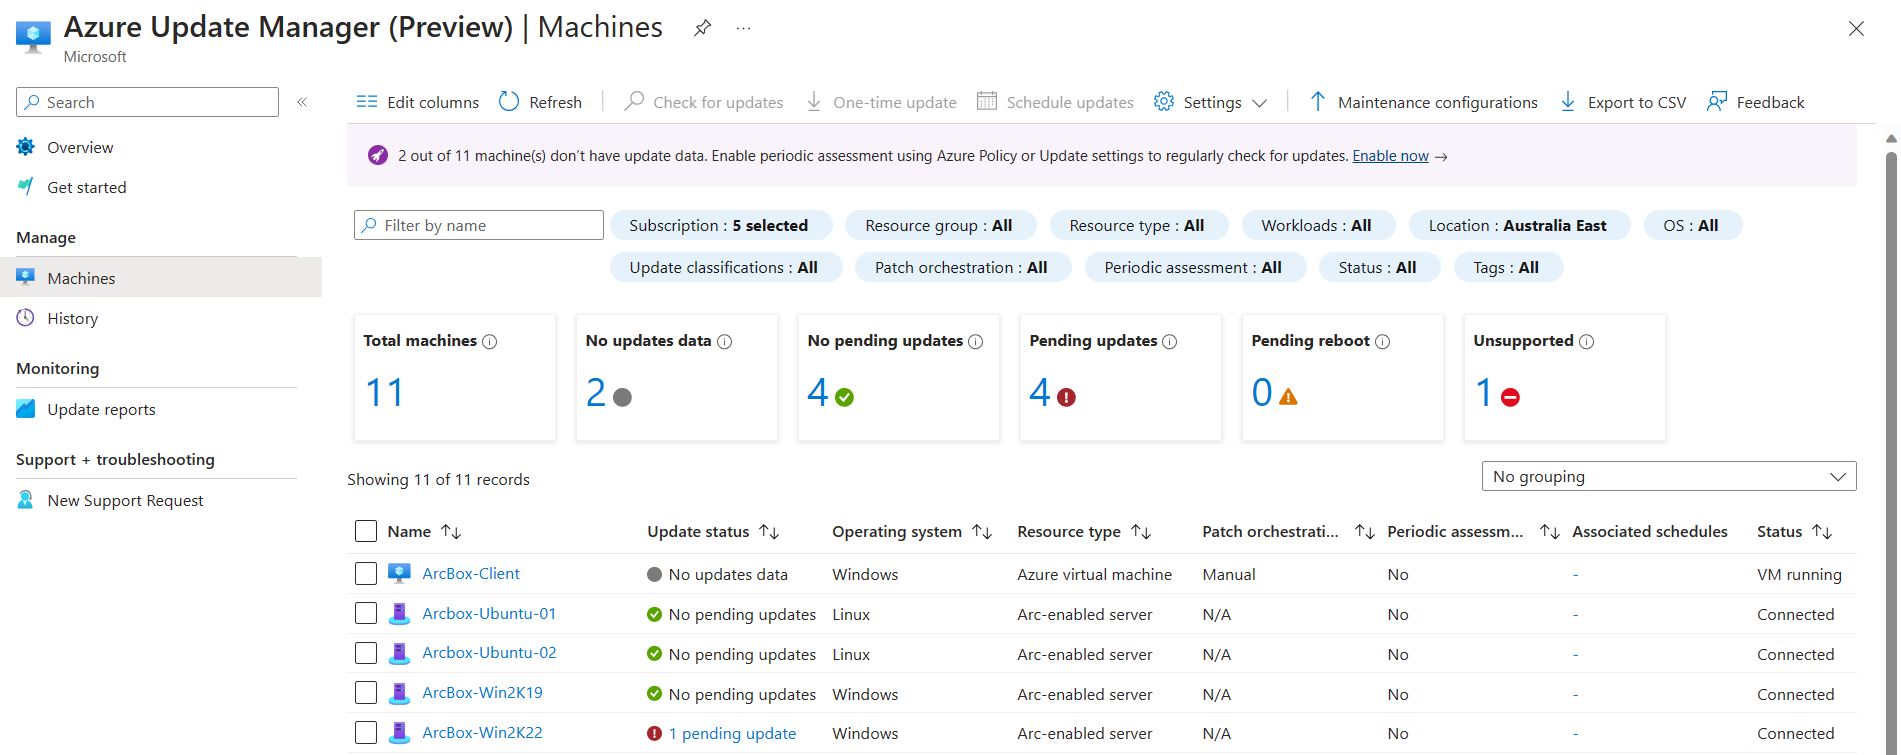 Azure Update Manager (Preview) | Machines
Microsoft
Search
Overview
Get started
Manage
Machines
History
Monitoring
Update reports
Support + troubleshooting
New Support Request
Edit columns Refresh Check for updates One-time update Schedule updates Settings Maintenance configurations Export to CSV Feedback
2 out of 11 machine(s) don't have update data. Enable periodic assessment using Azure Policy or Update settings to regularly check for updates. Enable now →
Filter by name Subscription : 5 selected Resource group : All Resource type : All Workloads : All Location : Australia East OS : All
Update classifications : All Patch orchestration : All Periodic assessment : All Status : All Tags : All
Total machines No updates data No pending updates Pending updates Pending reboot Unsupported
11 2 4 4 0 1
Showing 11 of 11 records
No grouping
Name Update status Operating system Resource type Patch orchestrati... Periodic assessm... Associated schedules Status
ArcBox-Client No updates data Windows Azure virtual machine Manual No - VM running
Arcbox-Ubuntu-01 No pending updates Linux Arc-enabled server N/A No - Connected
Arcbox-Ubuntu-02 No pending updates Linux Arc-enabled server N/A No - Connected
ArcBox-Win2K19 No pending updates Windows Arc-enabled server N/A No - Connected
ArcBox-Win2K22 1 pending update Windows Arc-enabled server N/A No - Connected